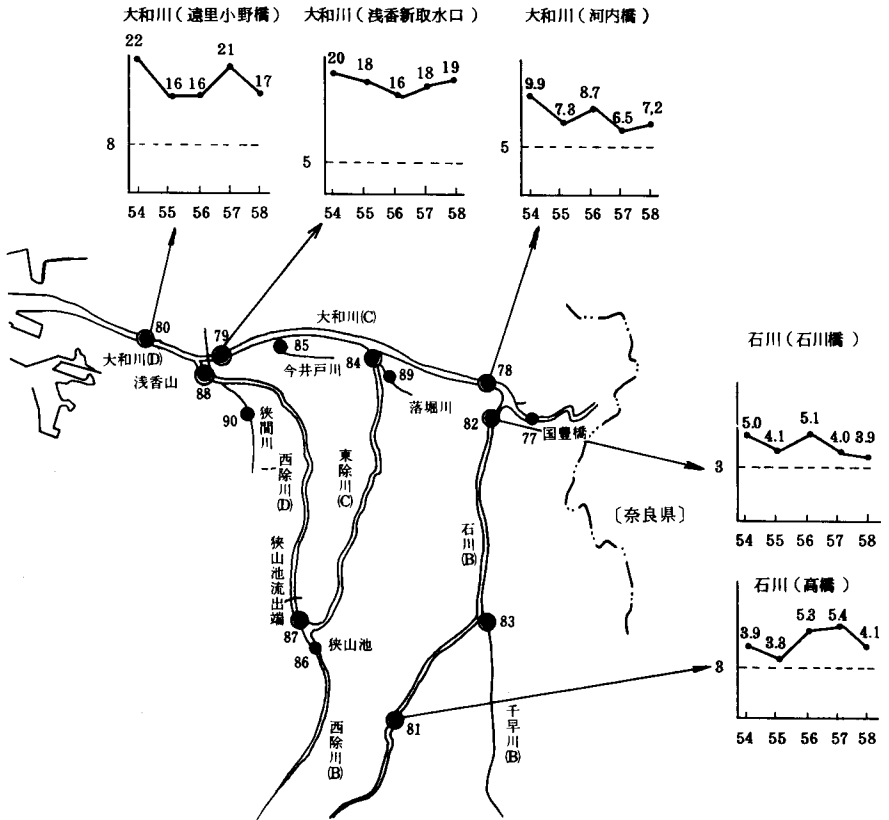 大和川(遠里小野橋)
22
16
16
21
17
8
54 55 56 57 58
大和川(浅香新取水口)
20
18
16
18
19
5
54 55 56 57 58
大和川(河内橋)
9.9
7.3
8.7
6.5
7.2
5
54 55 56 57 58
80
79
大和川(C)
85
84
89
78
大和川(D)
今井戸川
浅香山
88
落堀川
82
77
国豊橋
90
狭間川
西除川(D)
東除川(C)
石川(B)
〔奈良県〕
狭山池流出端
87
狭山池
86
83
81
西除川(B)
千早川(B)
石川(石川橋)
5.0
4.1
5.1
4.0
3.9
3
54 55 56 57 58
石川(高橋)
3.9
3.8
5.3
5.4
4.1
3
54 55 56 57 58